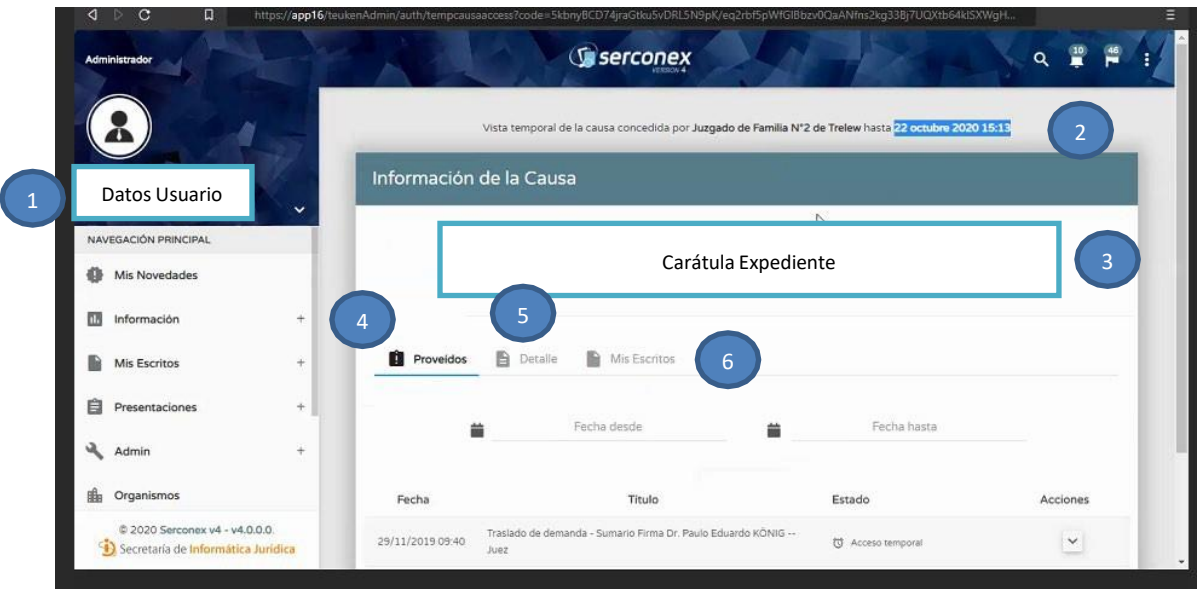 https://app16/teukenAdmin/auth/tempcausaaccess?code=5kbnyBCD74jraGtku5vDRL5N9pK/eq2rbf5pWfGIBbzv0QaANfns2kg33Bj7UQXtb64kISXWgH...
Administrador
serconex
VERSION 4
10
46
Vista temporal de la causa concedida por Juzgado de Familia N°2 de Trelew hasta 22 octubre 2020 15:13
2
Información de la Causa
1
Datos Usuario
NAVEGACIÓN PRINCIPAL
Carátula Expediente
3
Mis Novedades
Información +
4
5
Mis Escritos +
Proveidos
Detalle
Mis Escritos
6
Presentaciones +
Fecha desde
Fecha hasta
Admin +
Organismos
Fecha
Titulo
Estado
Acciones
© 2020 Serconex v4 - v4.0.0.0.
Secretaría de Informática Jurídica
29/11/2019 09:40
Traslado de demanda - Sumario Firma Dr. Paulo Eduardo KÖNIG --
Juez
Acceso temporal